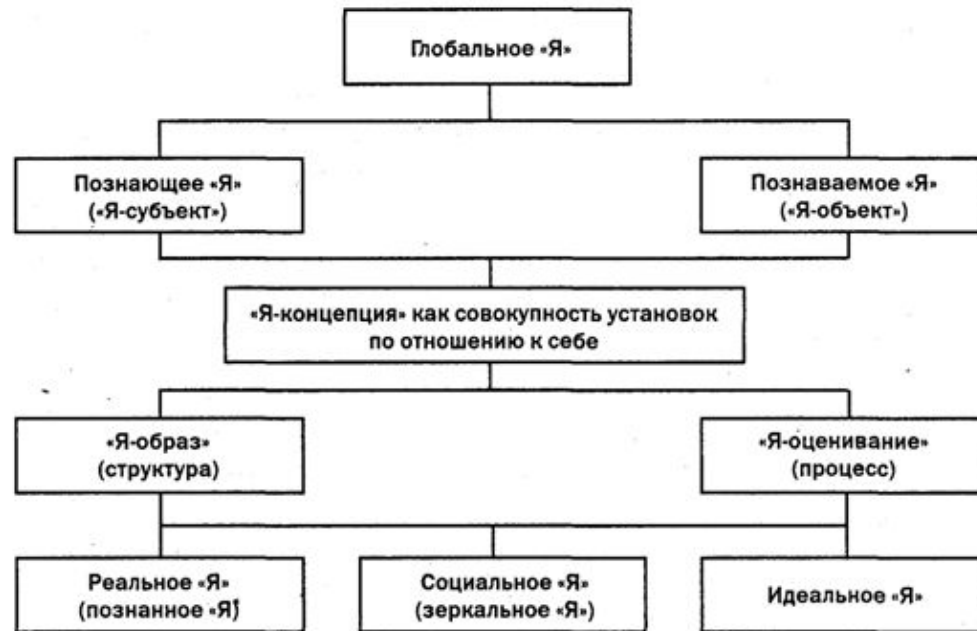 Глобальное «Я»
Познающее «Я»
(«Я-субъект»)
Познаваемое «Я»
(«Я-объект»)
«Я-концепция» как совокупность установок
по отношению к себе
«Я-образ»
(структура)
«Я-оценивание»
(процесс)
Реальное «Я»
(познанное «Я»)
Социальное «Я»
(зеркальное «Я»)
Идеальное «Я»